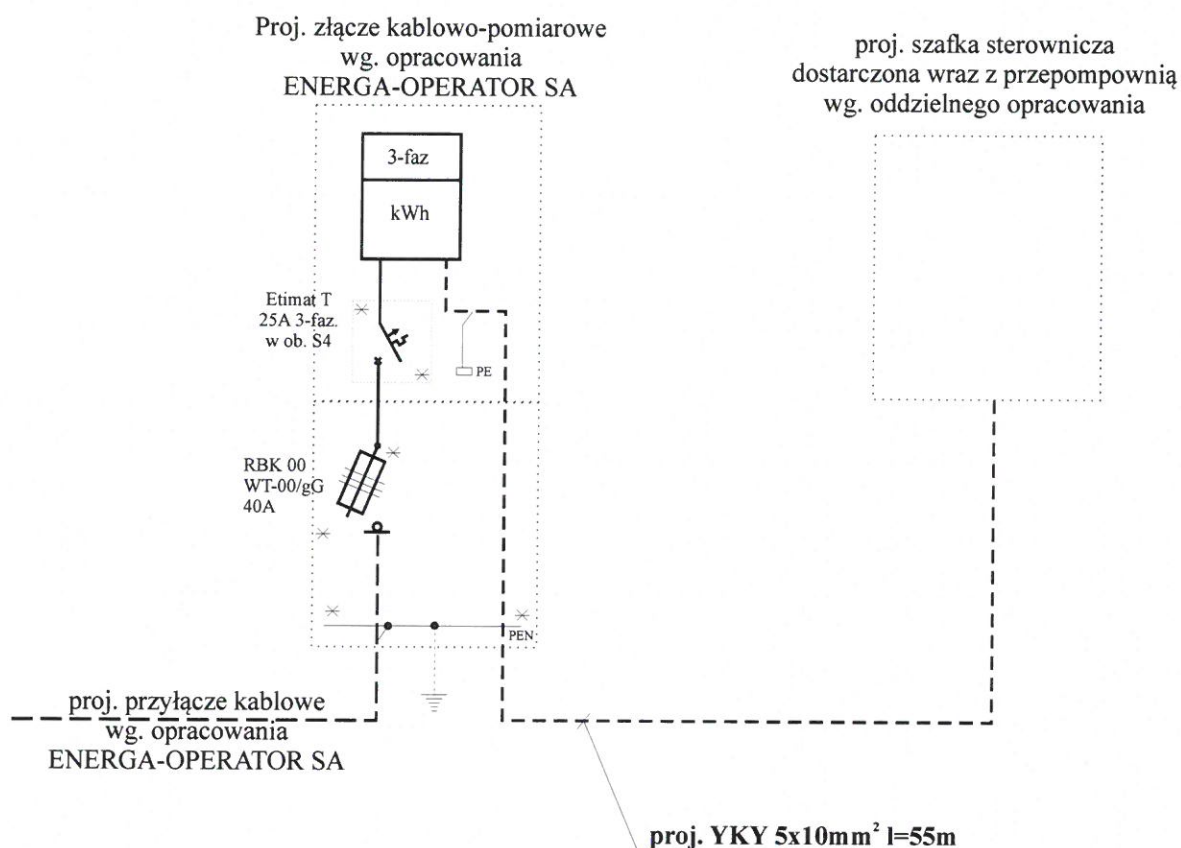 Proj. złącze kablowo-pomiarowe
wg. opracowania
ENERGA-OPERATOR SA
proj. szafka sterownicza
dostarczona wraz z przepompownią
wg. oddzielnego opracowania
3-faz
kWh
Etimat T
25A 3-faz.
w ob. S4
PE
RBK 00
WT-00/gG
40A
PEN
proj. przyłącze kablowe
wg. opracowania
ENERGA-OPERATOR SA
proj. YKY 5x10mm² l=55m